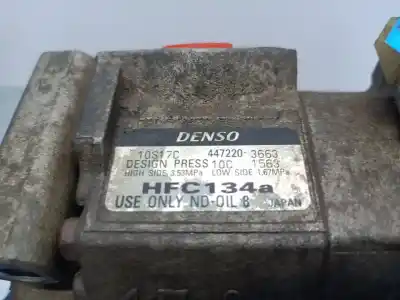 DENSO
10S17C 447220-3663
DESIGN PRESS 10C 1563
HIGH SIDE 3.53MPa LOW SIDE 1.67MPa
HFC134a
USE ONLY ND-OIL 8 JAPAN